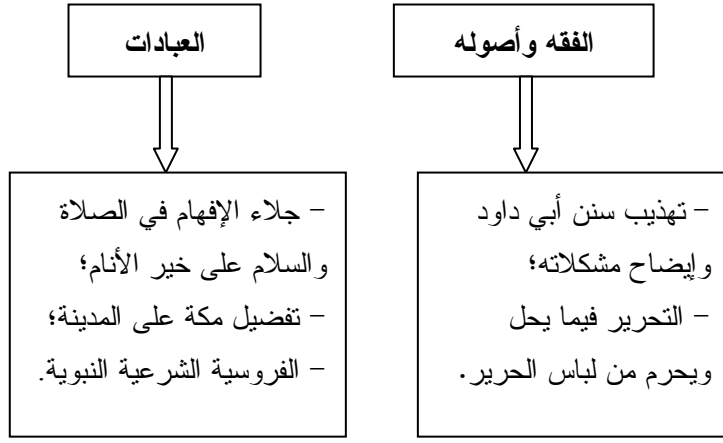 الفقه وأصوله
– تهذيب سنن أبي داود
وإيضاح مشكلاته؛
– التحرير فيما يحل
ويحرم من لباس الحرير.
العبادات
– جلاء الإفهام في الصلاة
والسلام على خير الأنام؛
– تفضيل مكة على المدينة؛
– الفروسية الشرعية النبوية.